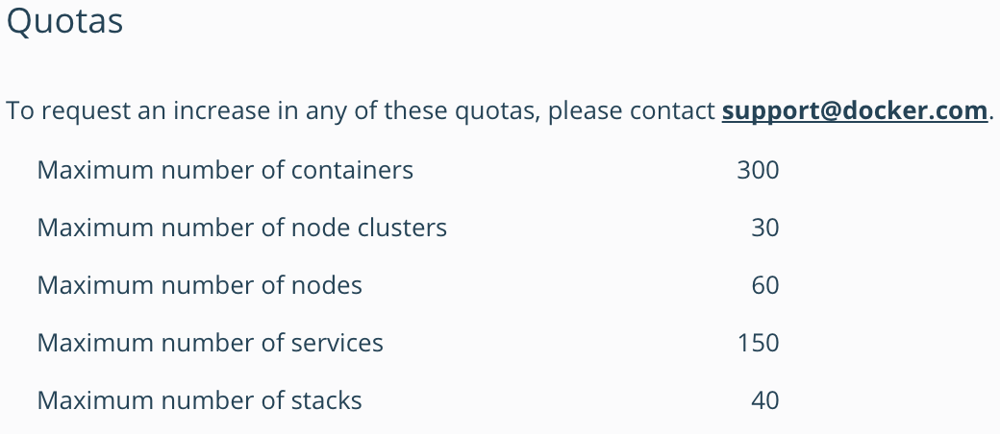 Quotas
To request an increase in any of these quotas, please contact support@docker.com.
Maximum number of containers 300
Maximum number of node clusters 30
Maximum number of nodes 60
Maximum number of services 150
Maximum number of stacks 40